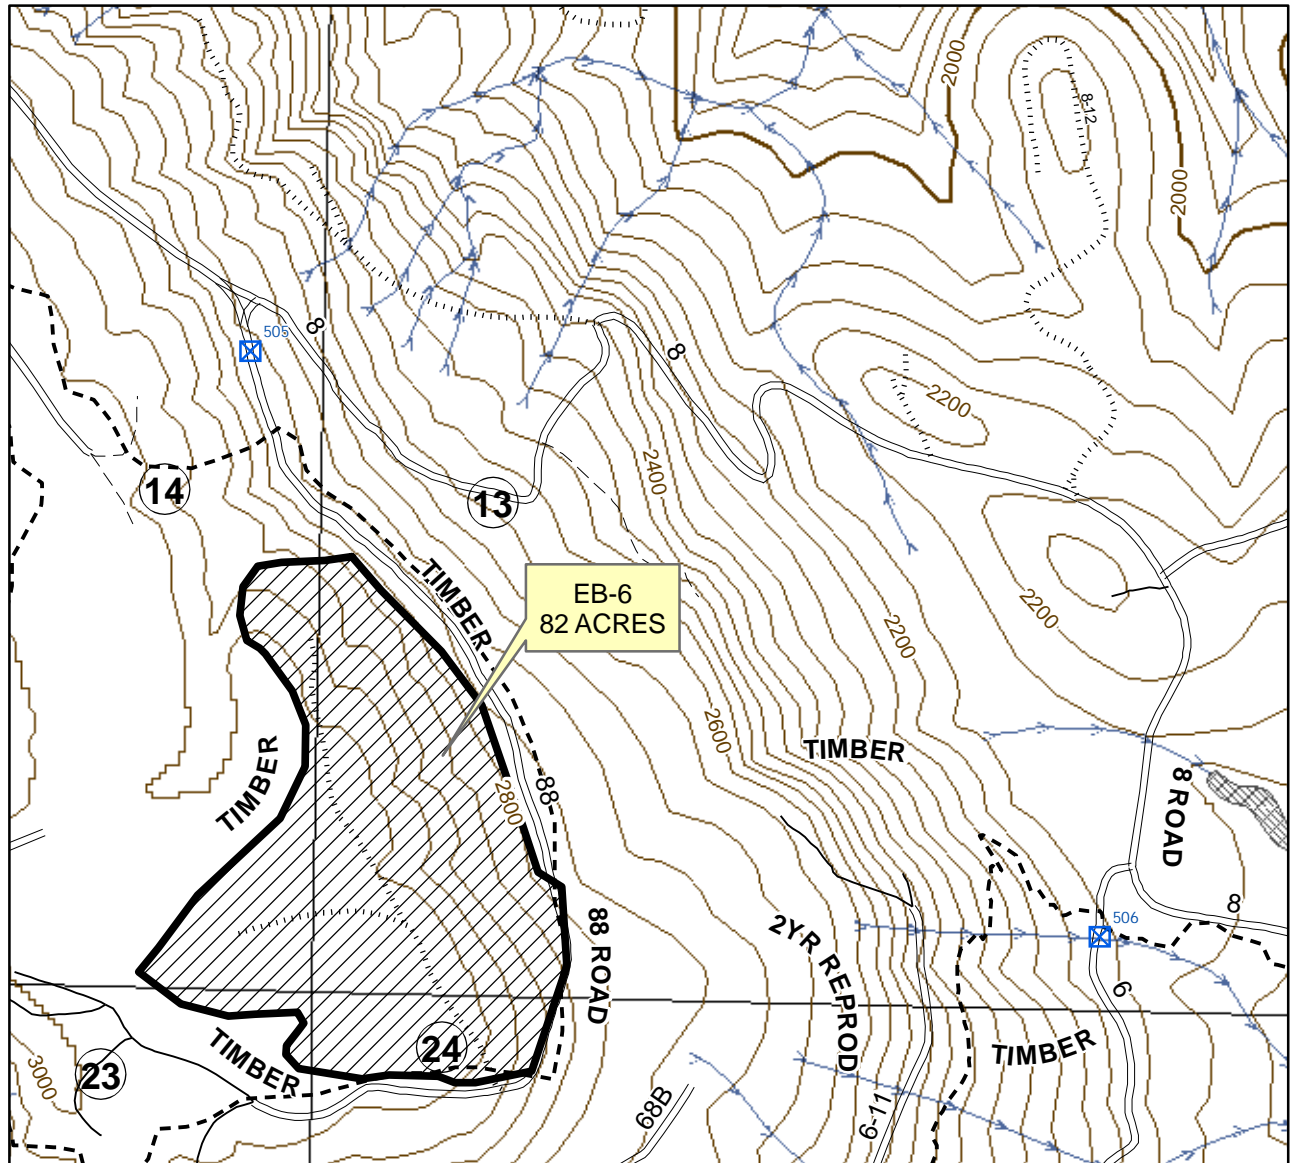 2000
8-12
2000
505
8
8
2200
2400
14
13
TIMBER
EB-6
82 ACRES
2200
2200
2600
TIMBER
TIMBER
2800
88
8 ROAD
8
506
88 ROAD
2YR REPROD
6
24
TIMBER
TIMBER
23
3000
68B
6-11